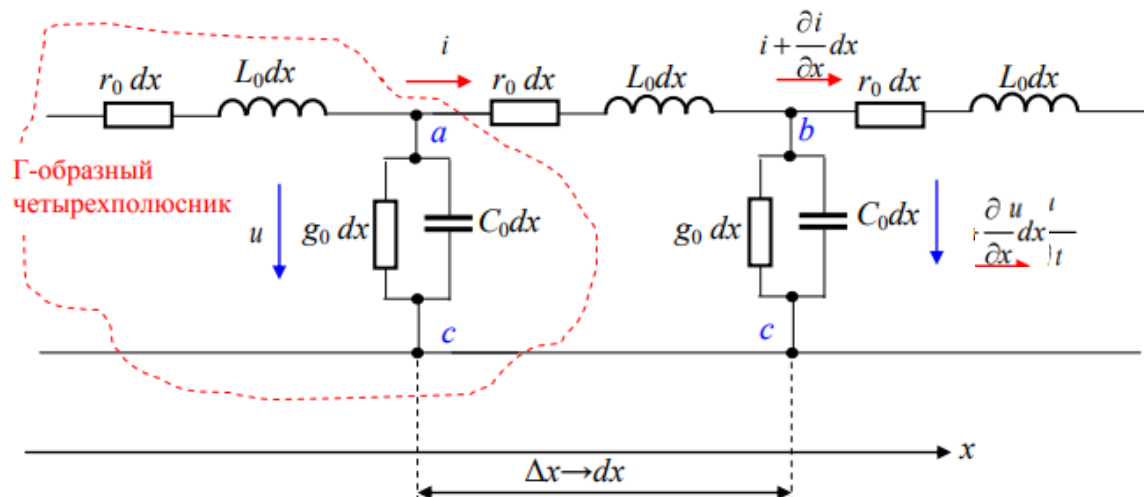 i
i + ∂i/∂x dx
r₀ dx
L₀dx
r₀ dx
L₀dx
r₀ dx
L₀dx
a
b
Г-образный
четырехполюсник
u
g₀ dx
C₀dx
g₀ dx
C₀dx
∂u/∂x dx
∂t
c
c
x
Δx→dx